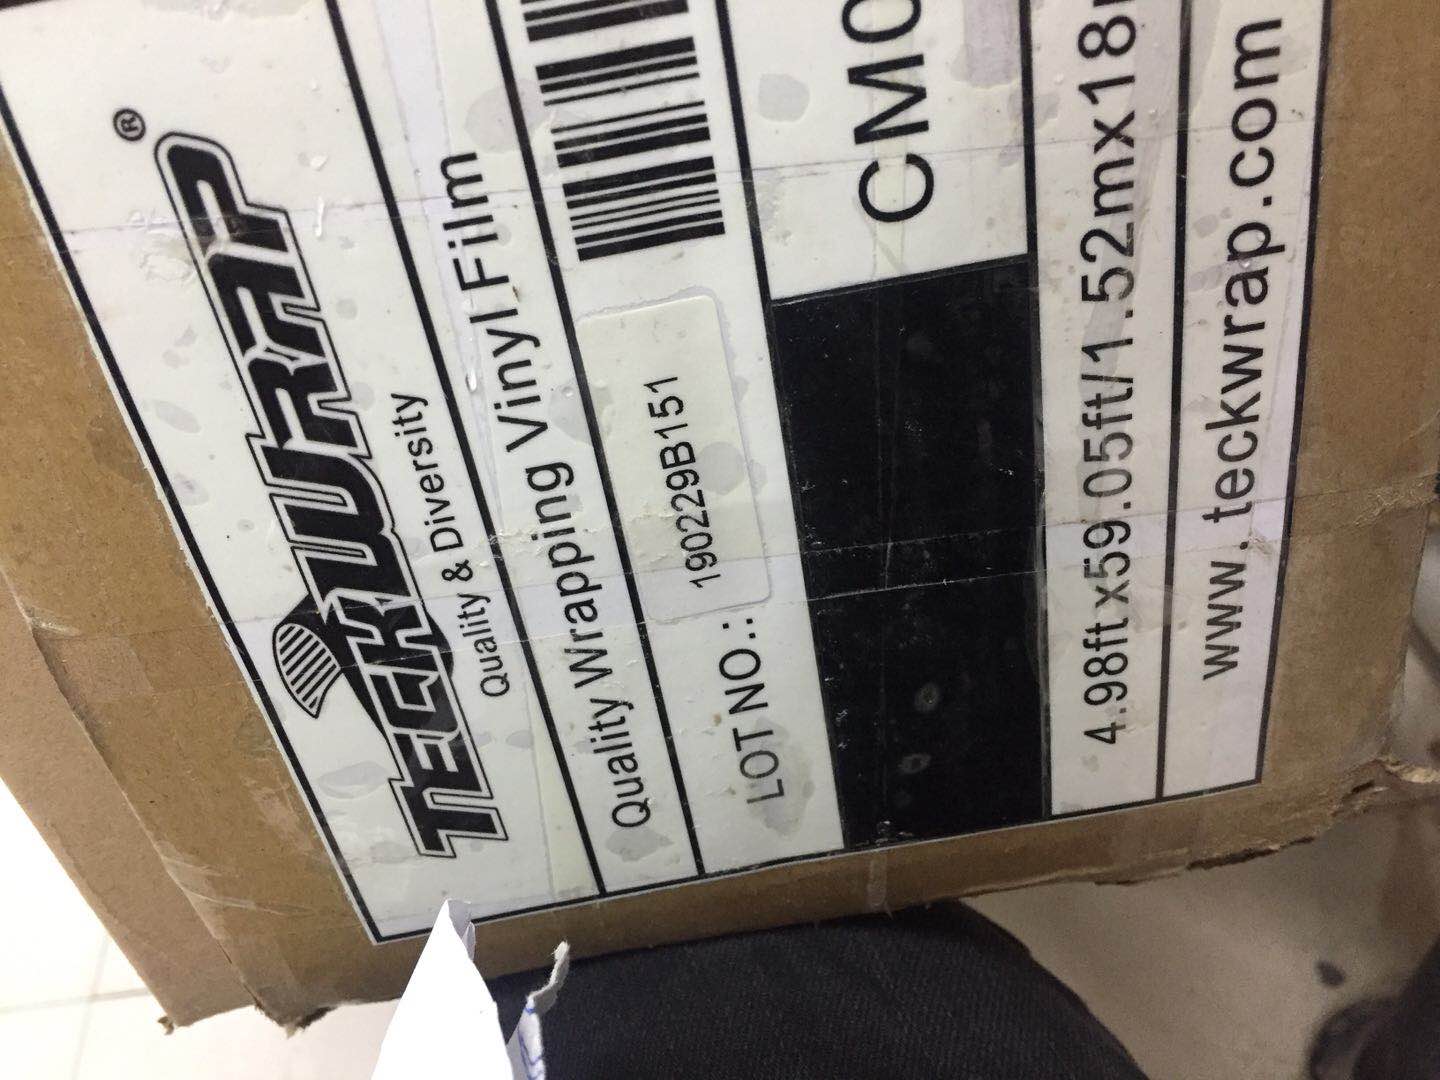 TECKWRAP®
Quality & Diversity
Quality Wrapping Vinyl Film
LOT NO.: 190229B151
CM0
4.98ft x59.05ft/1.52mx18
www.teckwrap.com